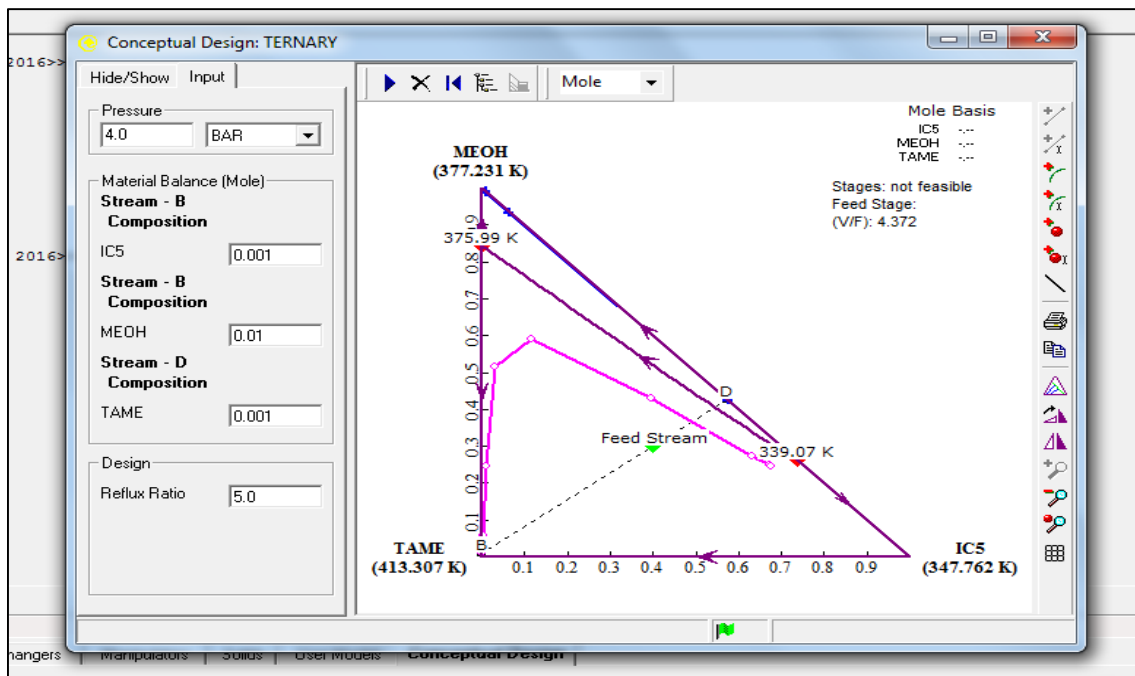 Conceptual Design: TERNARY
2016>>
2016>
Hide/Show Input
Pressure
4.0 BAR
Material Balance (Mole)
Stream - B
Composition
IC5 0.001
Stream - B
Composition
MEOH 0.01
Stream - D
Composition
TAME 0.001
Design
Reflux Ratio 5.0
Mole
Mole Basis
IC5 -.--
MEOH -.--
TAME -.--
Stages: not feasible
Feed Stage:
(V/F): 4.372
MEOH
(377.231 K)
.9
375.99 K
0.8
0.7
0.6
0.5
0.4
0.3
0.2
0.1
D
Feed Stream
339.07 K
B
TAME
(413.307 K)
0.1 0.2 0.3 0.4 0.5 0.6 0.7 0.8 0.9
IC5
(347.762 K)
hangers Manipulators Solids User Models Conceptual Design